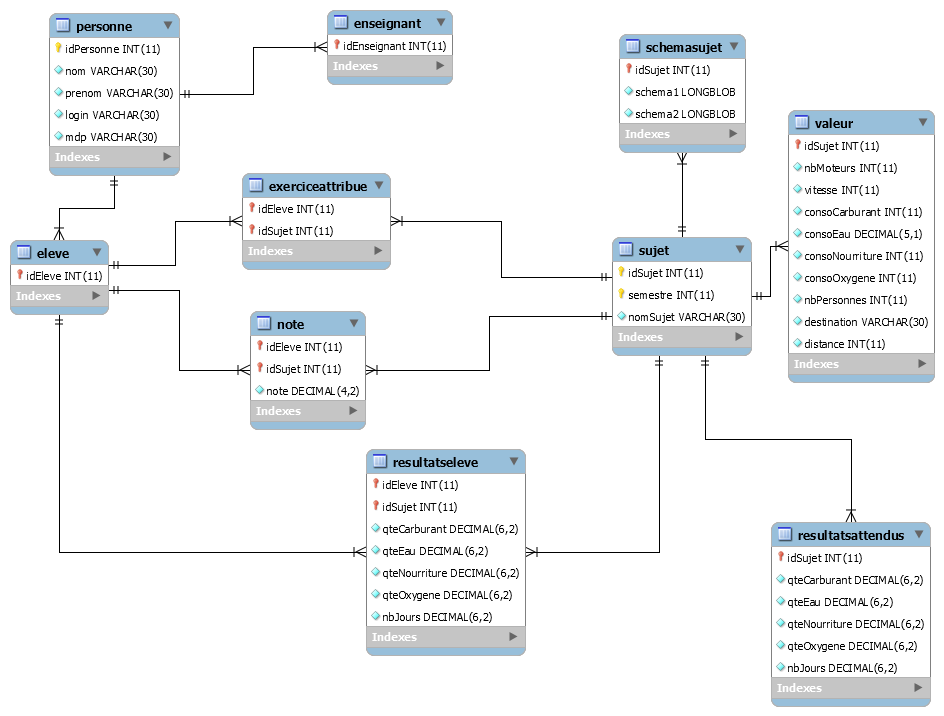 personne
idPersonne INT(11)
nom VARCHAR(30)
prenom VARCHAR(30)
login VARCHAR(30)
mdp VARCHAR(30)
Indexes
enseignant
idEnseignant INT(11)
Indexes
schemasujet
idSujet INT(11)
schema1 LONGBLOB
schema2 LONGBLOB
Indexes
valeur
idSujet INT(11)
nbMoteurs INT(11)
vitesse INT(11)
consoCarburant INT(11)
consoEau DECIMAL(5,1)
consoNourriture INT(11)
consoOxygene INT(11)
nbPersonnes INT(11)
destination VARCHAR(30)
distance INT(11)
Indexes
exerciceattribue
idEleve INT(11)
idSujet INT(11)
Indexes
eleve
idEleve INT(11)
Indexes
sujet
idSujet INT(11)
semestre INT(11)
nomSujet VARCHAR(30)
Indexes
note
idEleve INT(11)
idSujet INT(11)
note DECIMAL(4,2)
Indexes
resultatseleve
idEleve INT(11)
idSujet INT(11)
qteCarburant DECIMAL(6,2)
qteEau DECIMAL(6,2)
qteNourriture DECIMAL(6,2)
qteOxygene DECIMAL(6,2)
nbJours DECIMAL(6,2)
Indexes
resultatsattendus
idSujet INT(11)
qteCarburant DECIMAL(6,2)
qteEau DECIMAL(6,2)
qteNourriture DECIMAL(6,2)
qteOxygene DECIMAL(6,2)
nbJours DECIMAL(6,2)
Indexes